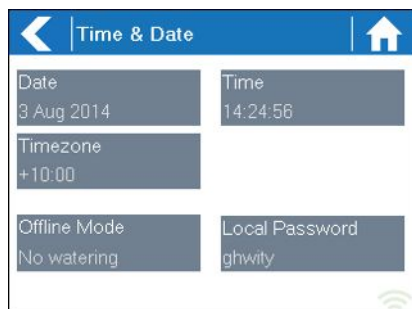 Time & Date
Date
3 Aug 2014
Time
14:24:56
Timezone
+10:00
Offline Mode
No watering
Local Password
ghwity